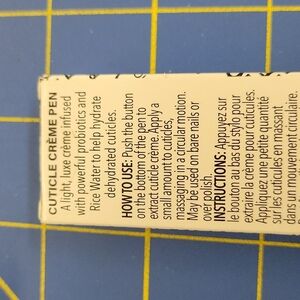 CUTICLE CRÈME PEN
A light, luxe crème infused
with powerful probiotics and
Rice Water to help hydrate
dehydrated cuticles.
HOW TO USE: Push the button
on the bottom of the pen to
extract cuticle crème. Apply a
small amount to cuticles,
massaging in a circular motion.
May be used on bare nails or
over polish.
INSTRUCTIONS: Appuyez sur
le bouton au bas du stylo pour
extraire la crème pour cuticules.
Appliquez une petite quantité
sur les cuticules en massant
d'un mouvement circulaire.